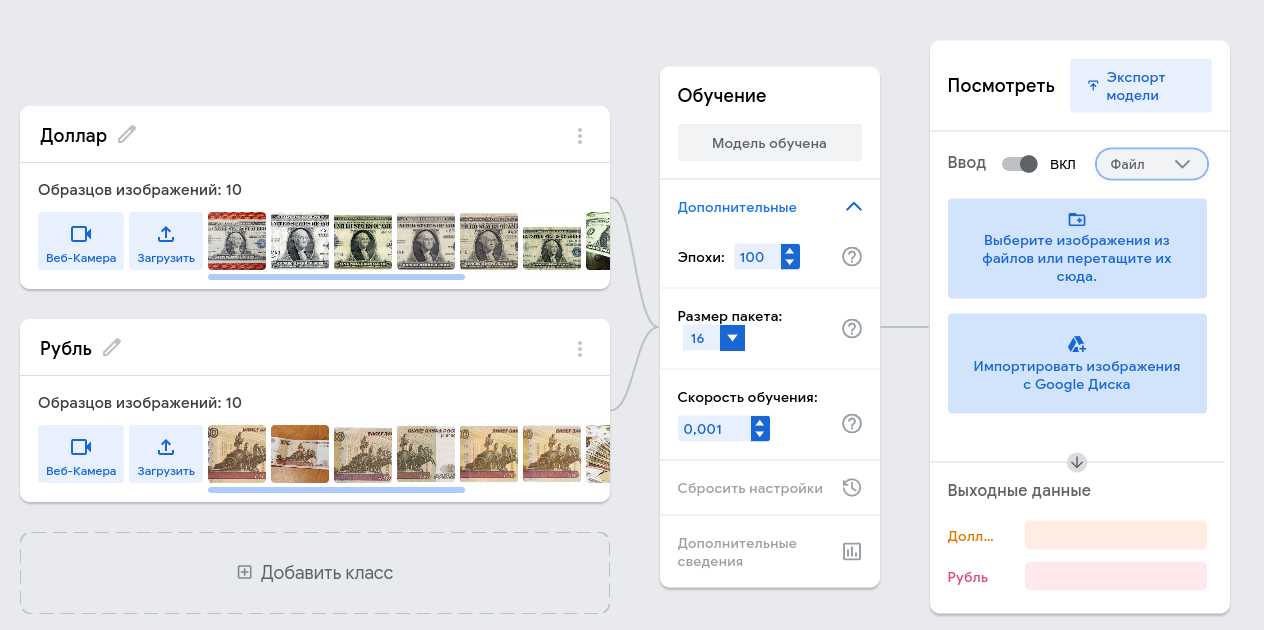 Доллар
Образцов изображений: 10
Веб-Камера
Загрузить
Рубль
Образцов изображений: 10
Веб-Камера
Загрузить
Добавить класс
Обучение
Модель обучена
Дополнительные
Эпохи: 100
Размер пакета:
16
Скорость обучения:
0,001
Сбросить настройки
Дополнительные
сведения
Посмотреть
Экспорт
модели
Ввод ВКЛ Файл
Выберите изображения из
файлов или перетащите их
сюда.
Импортировать изображения
с Google Диска
Выходные данные
Долл...
Рубль